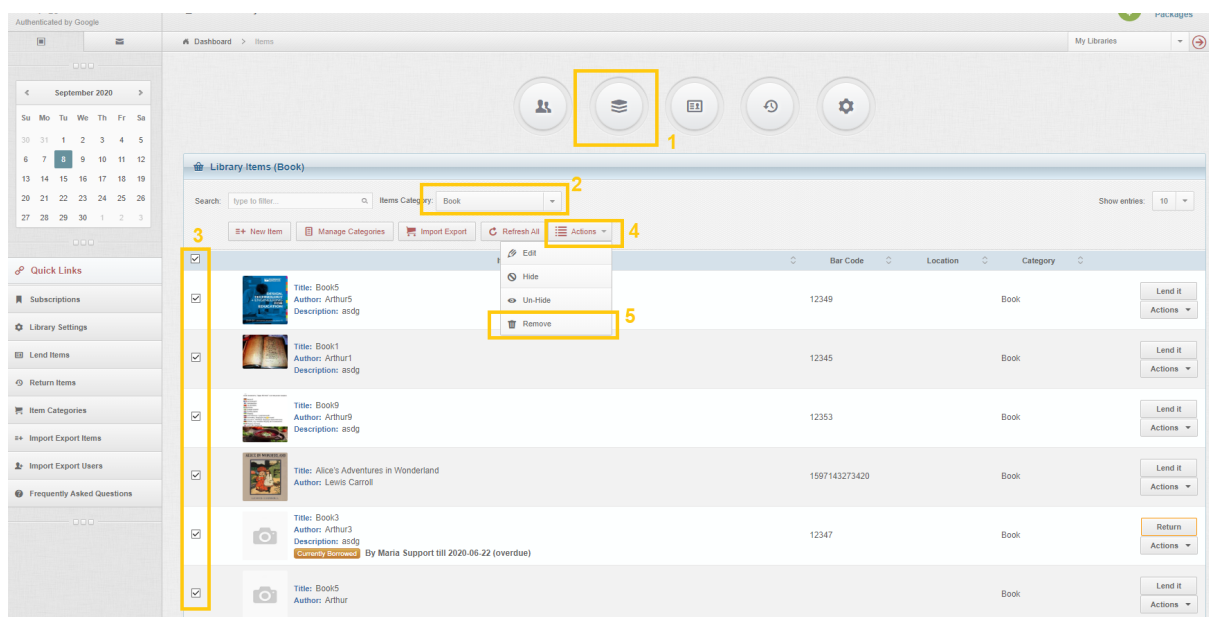 Authenticated by Google
Packages
Dashboard > Items
My Libraries
September 2020
Su Mo Tu We Th Fr Sa
30 31 1 2 3 4 5
6 7 8 9 10 11 12
13 14 15 16 17 18 19
20 21 22 23 24 25 26
27 28 29 30 1 2 3
Quick Links
Subscriptions
Library Settings
Lend Items
Return Items
Item Categories
Import Export Items
Import Export Users
Frequently Asked Questions
1
Library Items (Book)
2
Search: type to filter... Items Category: Book
Show entries: 10
3
New Item Manage Categories Import Export Refresh All Actions
4
Edit
Hide
Un-Hide
Remove
5
Bar Code Location Category
Title: Book5
Author: Arthur5
Description: asdg
12349 Book
Lend it
Actions
Title: Book1
Author: Arthur1
Description: asdg
12345 Book
Lend it
Actions
Title: Book9
Author: Arthur9
Description: asdg
12353 Book
Lend it
Actions
ALICE IN WONDERLAND
Title: Alice's Adventures in Wonderland
Author: Lewis Carroll
1597143273420 Book
Lend it
Actions
Title: Book3
Author: Arthur3
Description: asdg
Currently Borrowed By Maria Support till 2020-06-22 (overdue)
12347 Book
Return
Actions
Title: Book5
Author: Arthur
Book
Lend it
Actions